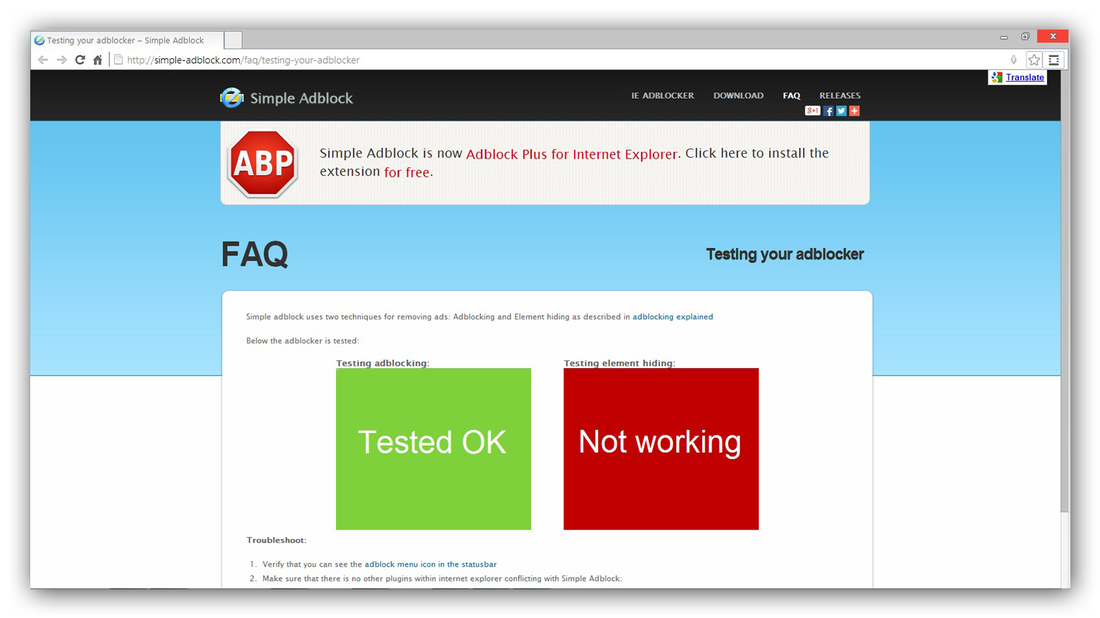 Testing your adblocker – Simple Adblock
http://simple-adblock.com/faq/testing-your-adblocker
Translate
Simple Adblock
IE ADBLOCKER DOWNLOAD FAQ RELEASES
g+1
ABP
Simple Adblock is now Adblock Plus for Internet Explorer. Click here to install the
extension for free.
FAQ
Testing your adblocker
Simple adblock uses two techniques for removing ads: Adblocking and Element hiding as described in adblocking explained
Below the adblocker is tested:
Testing adblocking: Testing element hiding:
Tested OK Not working
Troubleshoot:
1. Verify that you can see the adblock menu icon in the statusbar
2. Make sure that there is no other plugins within internet explorer conflicting with Simple Adblock: